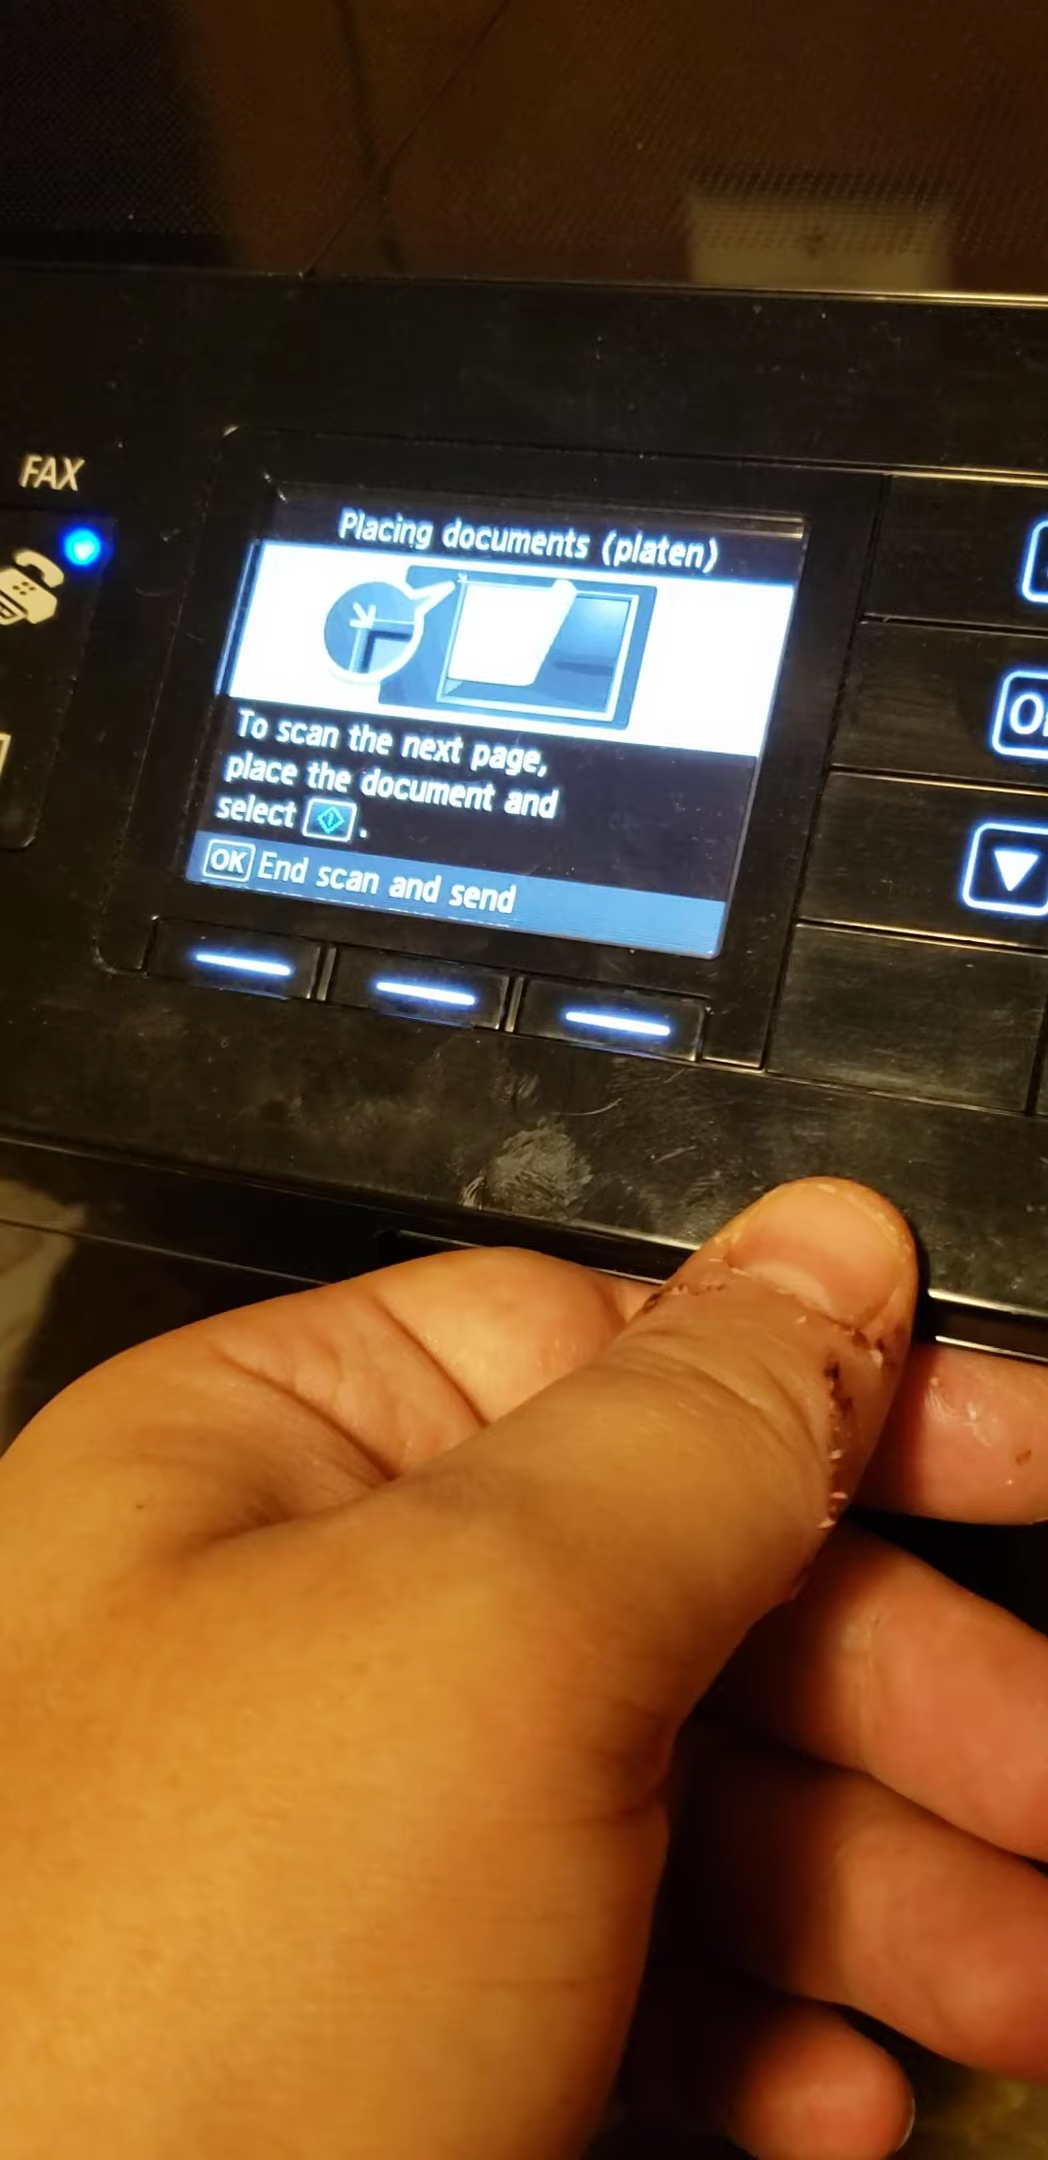 FAX
Placing documents (platen)
To scan the next page,
place the document and
select .
OK End scan and send